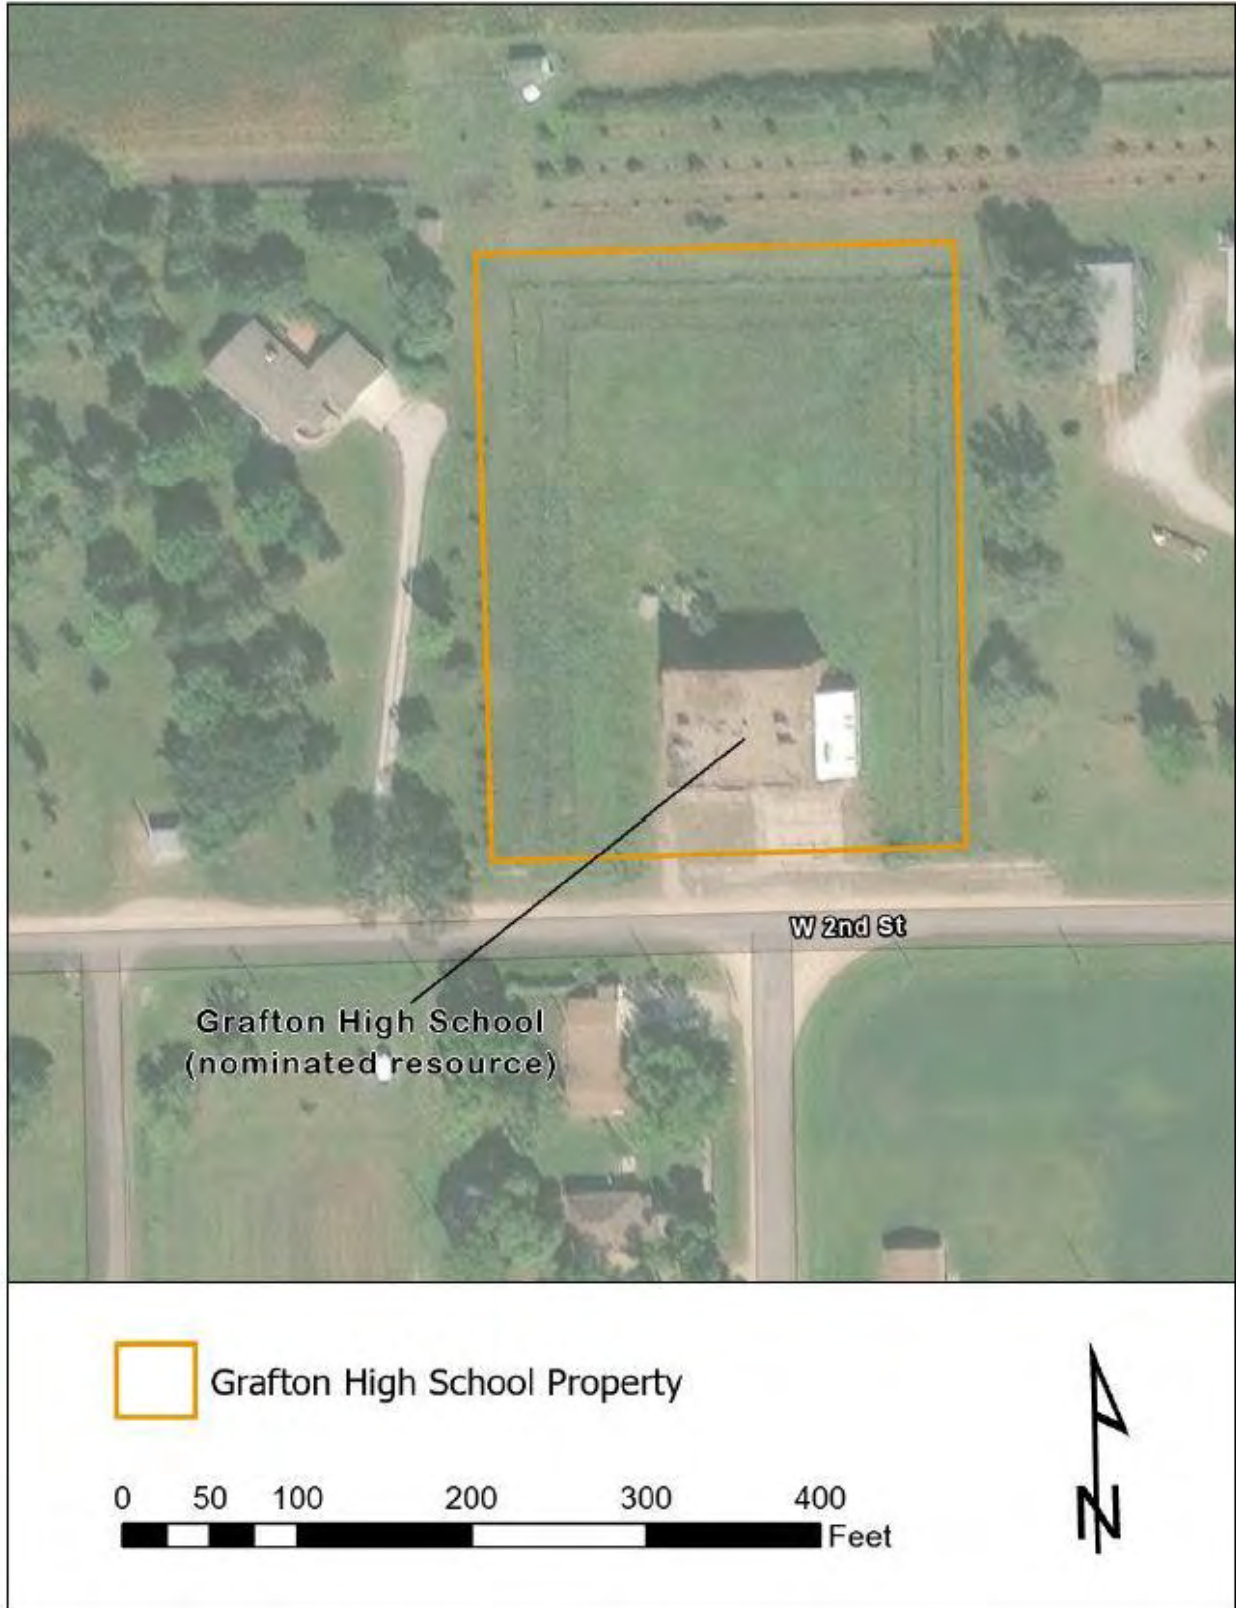 W 2nd St
Grafton High School
(nominated resource)
Grafton High School Property
0 50 100 200 300 400
Feet
N